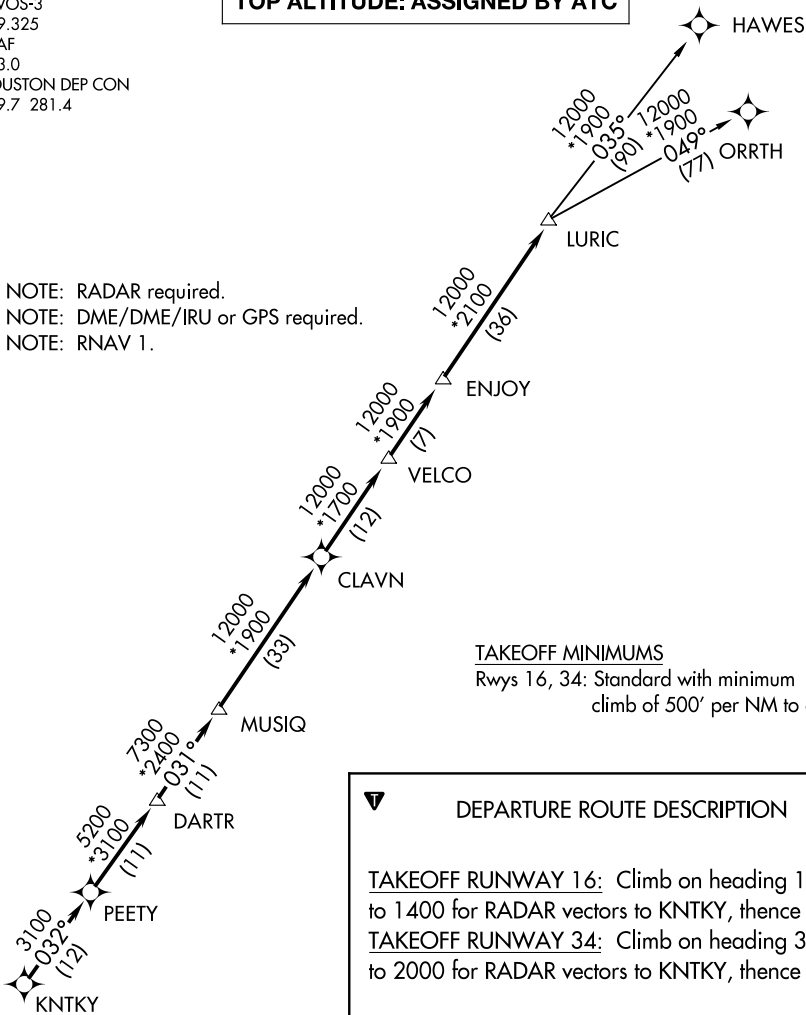 TOP ALTITUDE: ASSIGNED BY ATC
9.325
3.0
DEP CON
9.7 281.4
HAWES
12000
*1900
035°
(90)
12000
*1900
049°
(77)
ORRTH
LURIC
NOTE: RADAR required.
NOTE: DME/DME/IRU or GPS required.
NOTE: RNAV 1.
12000
*2100
(36)
ENJOY
12000
*1900
(7)
VELCO
12000
*1700
(12)
CLAVN
12000
*1900
(33)
TAKEOFF MINIMUMS
Rwys 16, 34: Standard with minimum
climb of 500' per NM to
MUSIQ
7300
*2400
031°
(11)
DARTR
5200
*3100
(11)
PEETY
3100
032°
(12)
KNTKY
T
DEPARTURE ROUTE DESCRIPTION
TAKEOFF RUNWAY 16: Climb on heading 1
to 1400 for RADAR vectors to KNTKY, thence
TAKEOFF RUNWAY 34: Climb on heading 3
to 2000 for RADAR vectors to KNTKY, thence